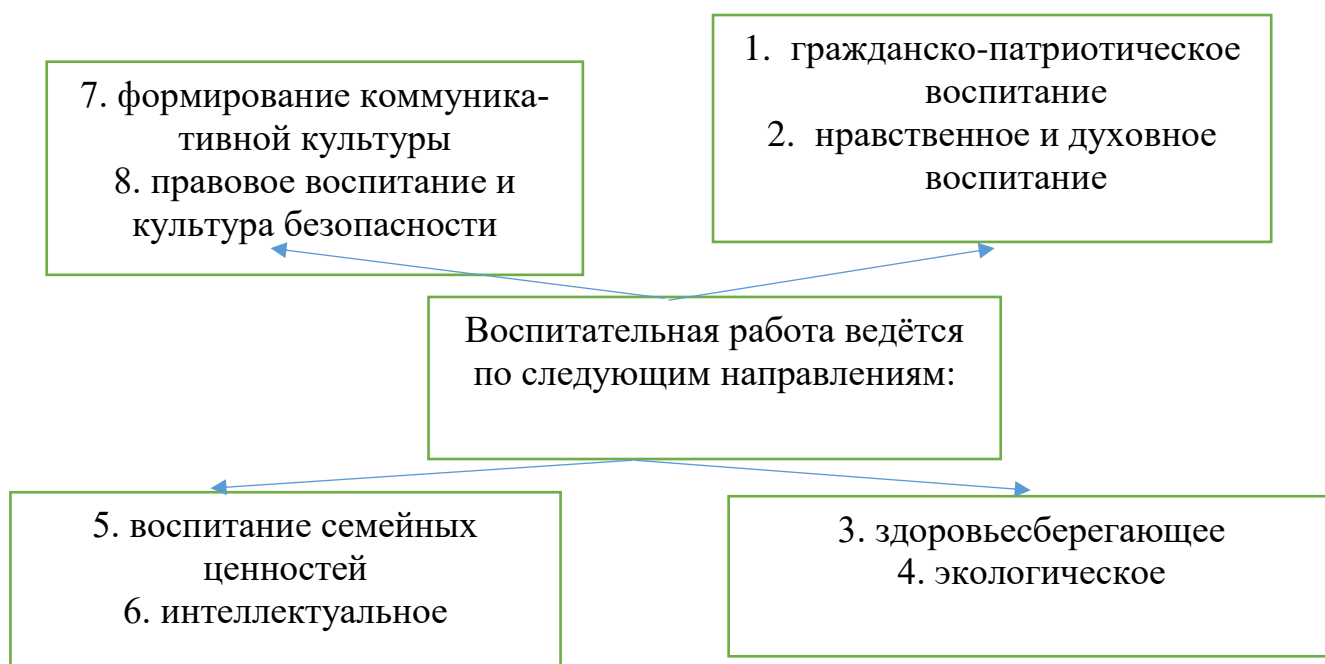 7. формирование коммуника-
тивной культуры
8. правовое воспитание и
культура безопасности
1. гражданско-патриотическое
воспитание
2. нравственное и духовное
воспитание
Воспитательная работа ведётся
по следующим направлениям:
5. воспитание семейных
ценностей
6. интеллектуальное
3. здоровьесберегающее
4. экологическое